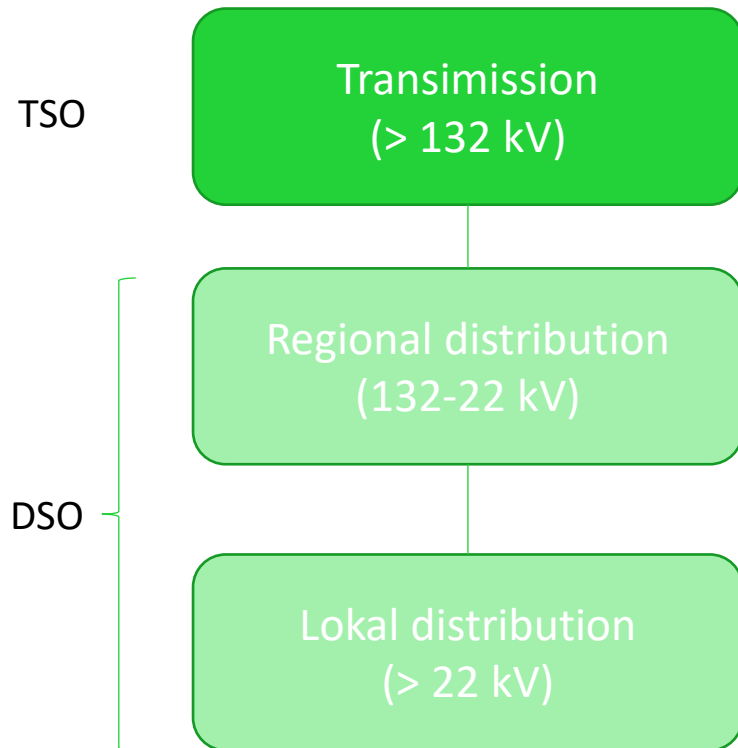 TSO
Transimission
(> 132 kV)
Regional distribution
(132-22 kV)
DSO
Lokal distribution
(> 22 kV)